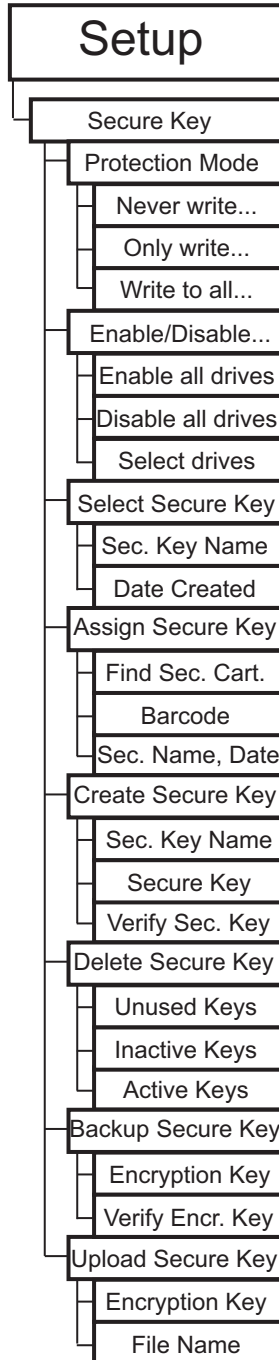 Setup
Secure Key
Protection Mode
Never write...
Only write...
Write to all...
Enable/Disable...
Enable all drives
Disable all drives
Select drives
Select Secure Key
Sec. Key Name
Date Created
Assign Secure Key
Find Sec. Cart.
Barcode
Sec. Name, Date
Create Secure Key
Sec. Key Name
Secure Key
Verify Sec. Key
Delete Secure Key
Unused Keys
Inactive Keys
Active Keys
Backup Secure Key
Encryption Key
Verify Encr. Key
Upload Secure Key
Encryption Key
File Name